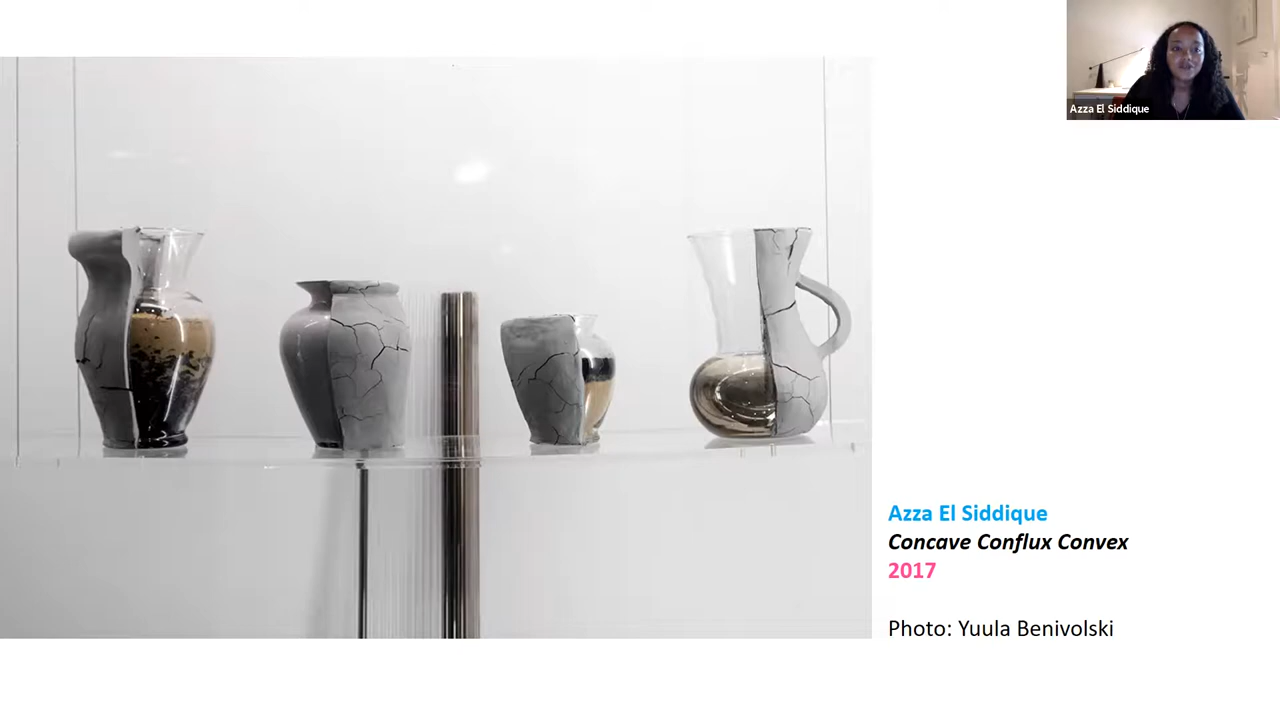 Azza El Siddique
Azza El Siddique
Concave Conflux Convex
2017
Photo: Yuula Benivolski